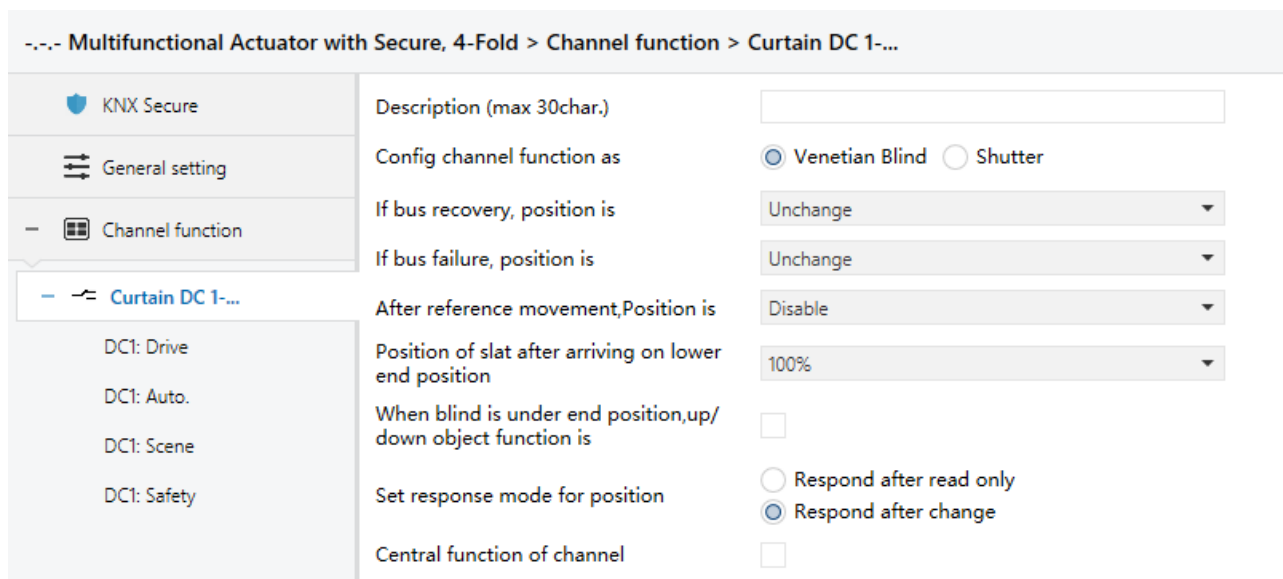 -.-.- Multifunctional Actuator with Secure, 4-Fold > Channel function > Curtain DC 1-...
KNX Secure
General setting
Channel function
Curtain DC 1-...
DC1: Drive
DC1: Auto.
DC1: Scene
DC1: Safety
Description (max 30char.)
Config channel function as
Venetian Blind
Shutter
If bus recovery, position is
Unchange
If bus failure, position is
Unchange
After reference movement,Position is
Disable
Position of slat after arriving on lower
end position
100%
When blind is under end position,up/
down object function is
Set response mode for position
Respond after read only
Respond after change
Central function of channel